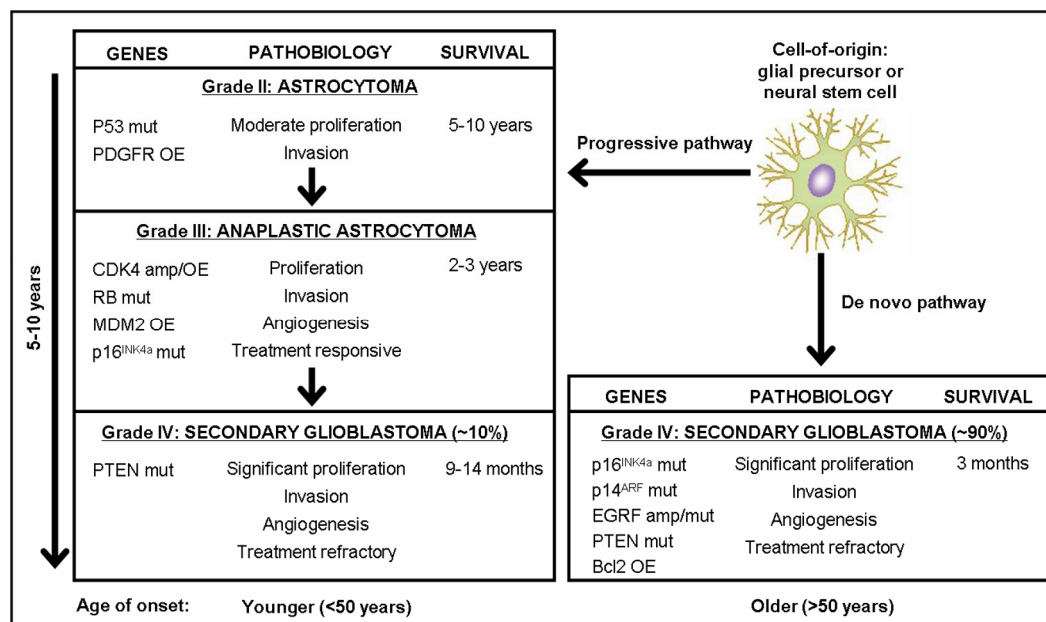 GENES PATHOBIOLOGY SURVIVAL
Grade II: ASTROCYTOMA
P53 mut Moderate proliferation 5-10 years
PDGFR OE Invasion
Grade III: ANAPLASTIC ASTROCYTOMA
CDK4 amp/OE Proliferation 2-3 years
RB mut Invasion
MDM2 OE Angiogenesis
p16INK4a mut Treatment responsive
Grade IV: SECONDARY GLIOBLASTOMA (~10%)
PTEN mut Significant proliferation 9-14 months
Invasion
Angiogenesis
Treatment refractory
5-10 years
Cell-of-origin:
glial precursor or
neural stem cell
Progressive pathway
De novo pathway
GENES PATHOBIOLOGY SURVIVAL
Grade IV: SECONDARY GLIOBLASTOMA (~90%)
p16INK4a mut Significant proliferation 3 months
p14ARF mut Invasion
EGRF amp/mut Angiogenesis
PTEN mut Treatment refractory
Bcl2 OE
Age of onset: Younger (<50 years) Older (>50 years)